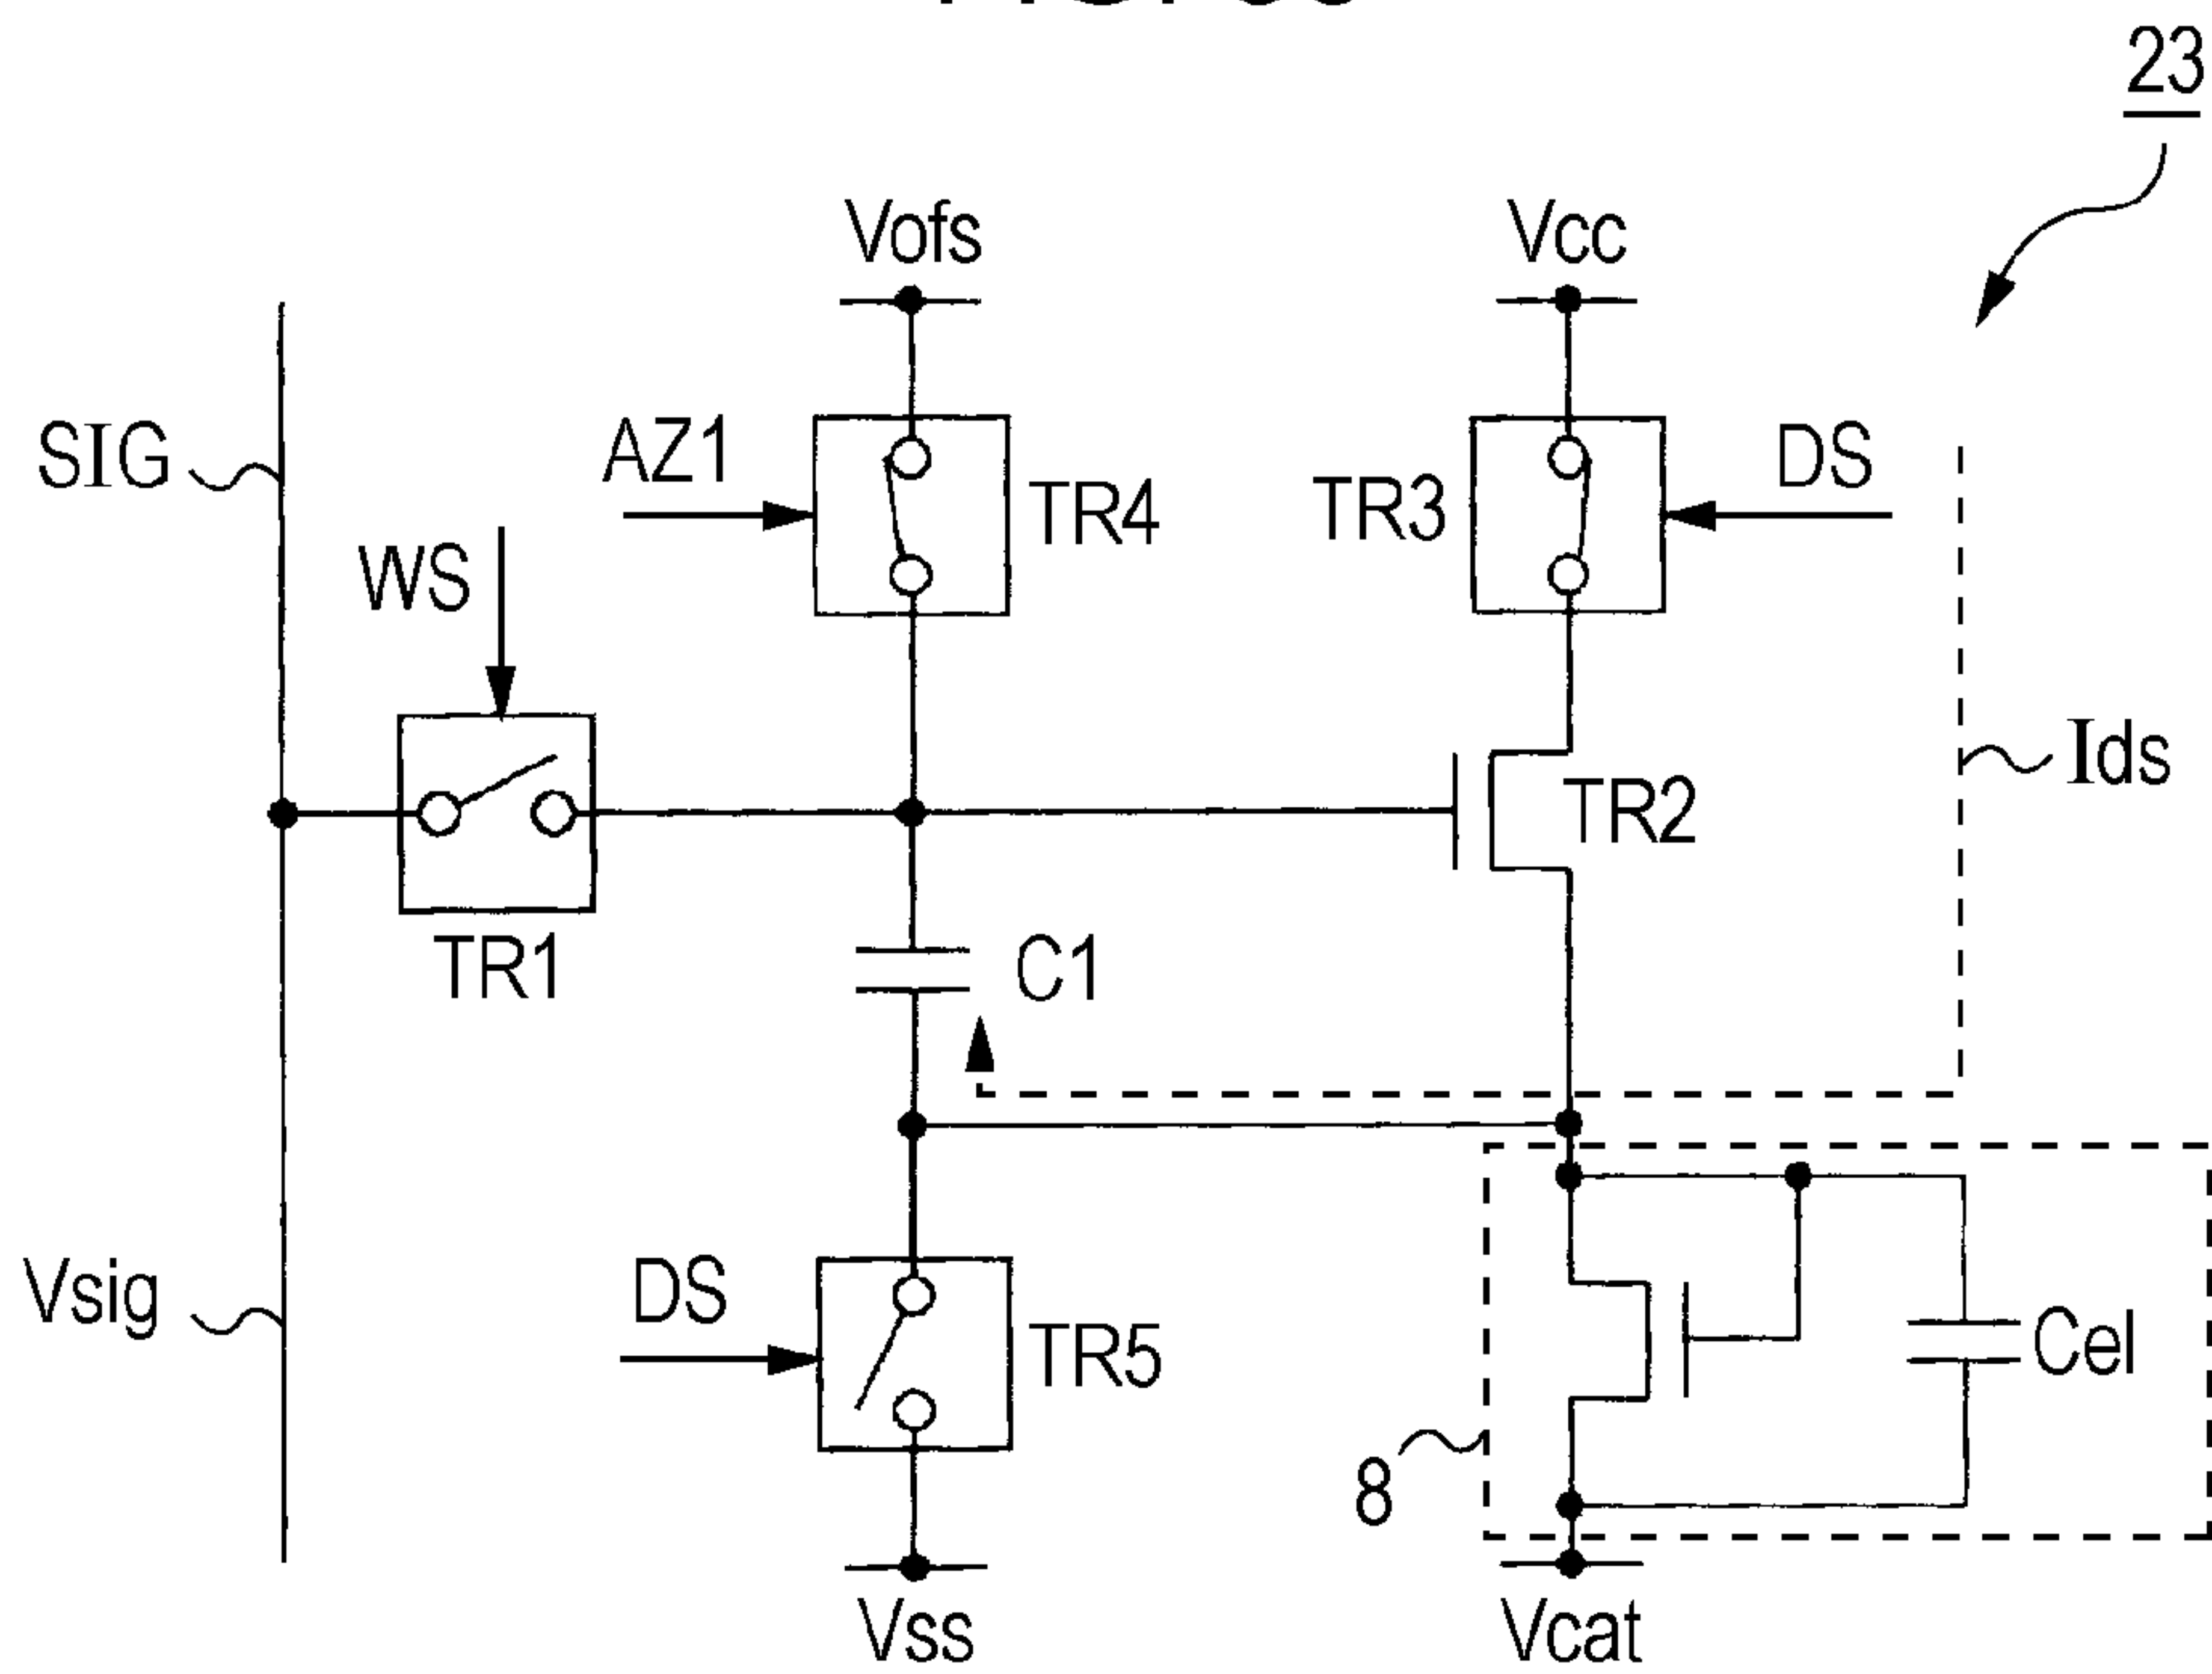 23
Vofs
Vcc
SIG
AZ1
TR4
TR3
DS
WS
Ids
TR2
TR1
C1
Vsig
DS
TR5
Cel
8
Vss
Vcat